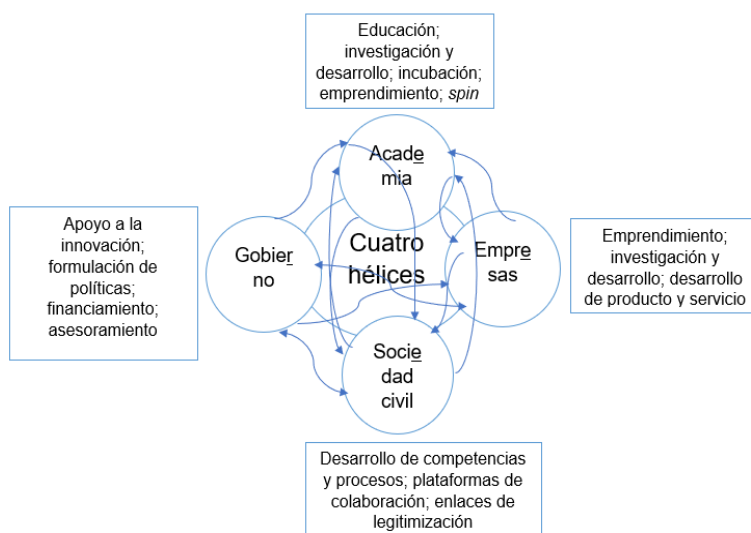 Educación;
investigación y
desarrollo; incubación;
emprendimiento; spin
Acade
mia
Apoyo a la
innovación;
formulación de
políticas;
financiamiento;
asesoramiento
Gobier
no
Cuatro
hélices
Empre
sas
Emprendimiento;
investigación y
desarrollo; desarrollo
de producto y servicio
Socie
dad
civil
Desarrollo de competencias
y procesos; plataformas de
colaboración; enlaces de
legitimización